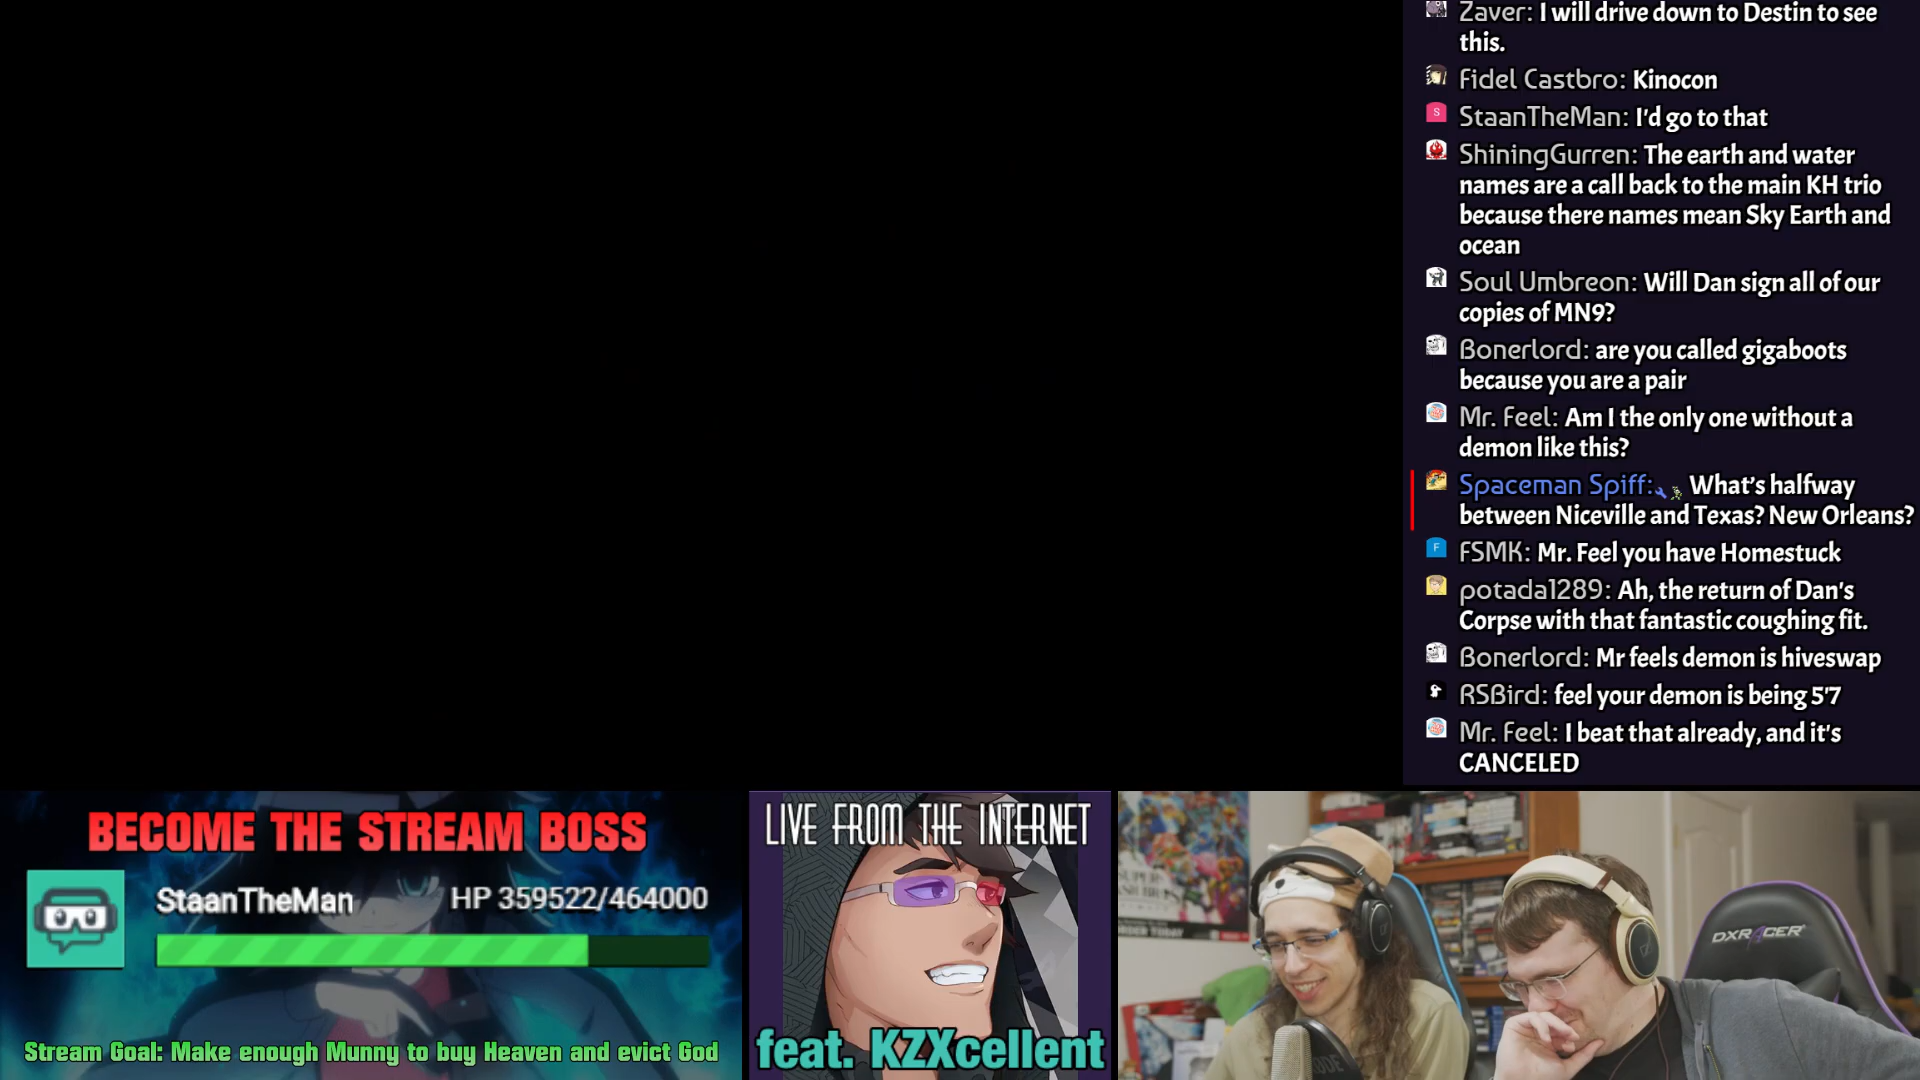 Zaver: I will drive down to Destin to see
this.
Fidel Castbro: Kinocon
StaanTheMan: I'd go to that
ShiningGurren: The earth and water
names are a call back to the main KH trio
because there names mean Sky Earth and
ocean
Soul Umbreon: Will Dan sign all of our
copies of MN9?
Bonerlord: are you called gigaboots
because you are a pair
Mr. Feel: Am I the only one without a
demon like this?
Spaceman Spiff: What's halfway
between Niceville and Texas? New Orleans?
FSMK: Mr. Feel you have Homestuck
potada1289: Ah, the return of Dan's
Corpse with that fantastic coughing fit.
Bonerlord: Mr feels demon is hiveswap
RSBird: feel your demon is being 5'7
Mr. Feel: I beat that already, and it's
CANCELED
BECOME THE STREAM BOSS
StaanTheMan HP 359522/464000
Stream Goal: Make enough Munny to buy Heaven and evict God
LIVE FROM THE INTERNET
feat. KZXcellent
DXRACER